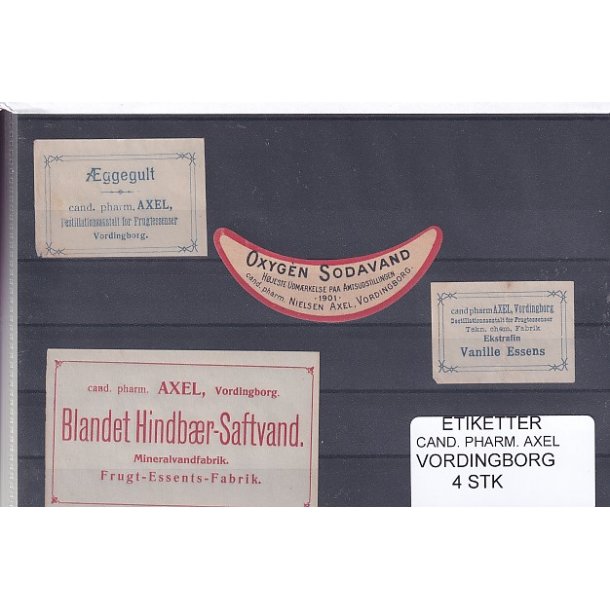 Æggegult
cand. pharm. AXEL,
Destillationsanstalt for Frugtessenser
Vordingborg.
OXYGÈN SODAVAND
HØJESTE UDMÆRKELSE PAA AMTSUDSTILLINGEN
·1901·
cand. pharm. NIELSEN AXEL, VORDINGBORG.
cand pharm AXEL, Vordingborg
Destillationsanstalt for Frugtessenser
Tekn. chem. Fabrik
Ekstrafin
Vanille Essens
cand. pharm. AXEL, Vordingborg.
Blandet Hindbær-Saftvand.
Mineralvandfabrik.
Frugt-Essents-Fabrik.
ETIKETTER
CAND. PHARM. AXEL
VORDINGBORG
4 STK